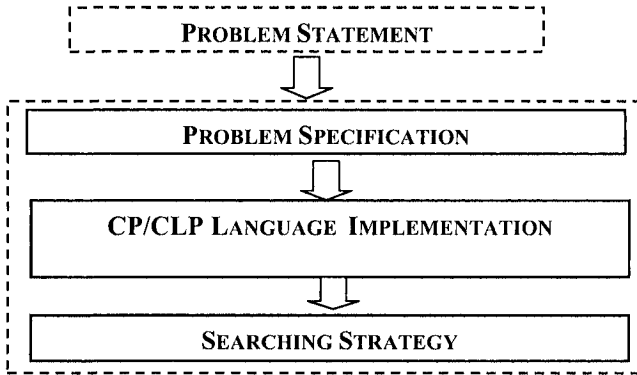 PROBLEM STATEMENT
PROBLEM SPECIFICATION
CP/CLP LANGUAGE IMPLEMENTATION
SEARCHING STRATEGY